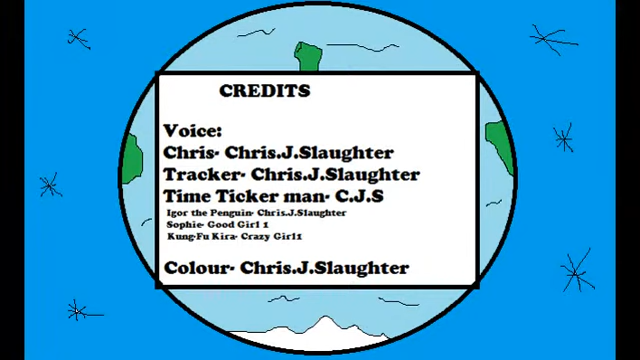 CREDITS
Voice:
Chris- Chris.J.Slaughter
Tracker- Chris.J.Slaughter
Time Ticker man- C.J.S
Igor the Penguin- Chris.J.Slaughter
Sophie- Good Girl 1
Kung-Fu Kira- Crazy Girl1
Colour- Chris.J.Slaughter